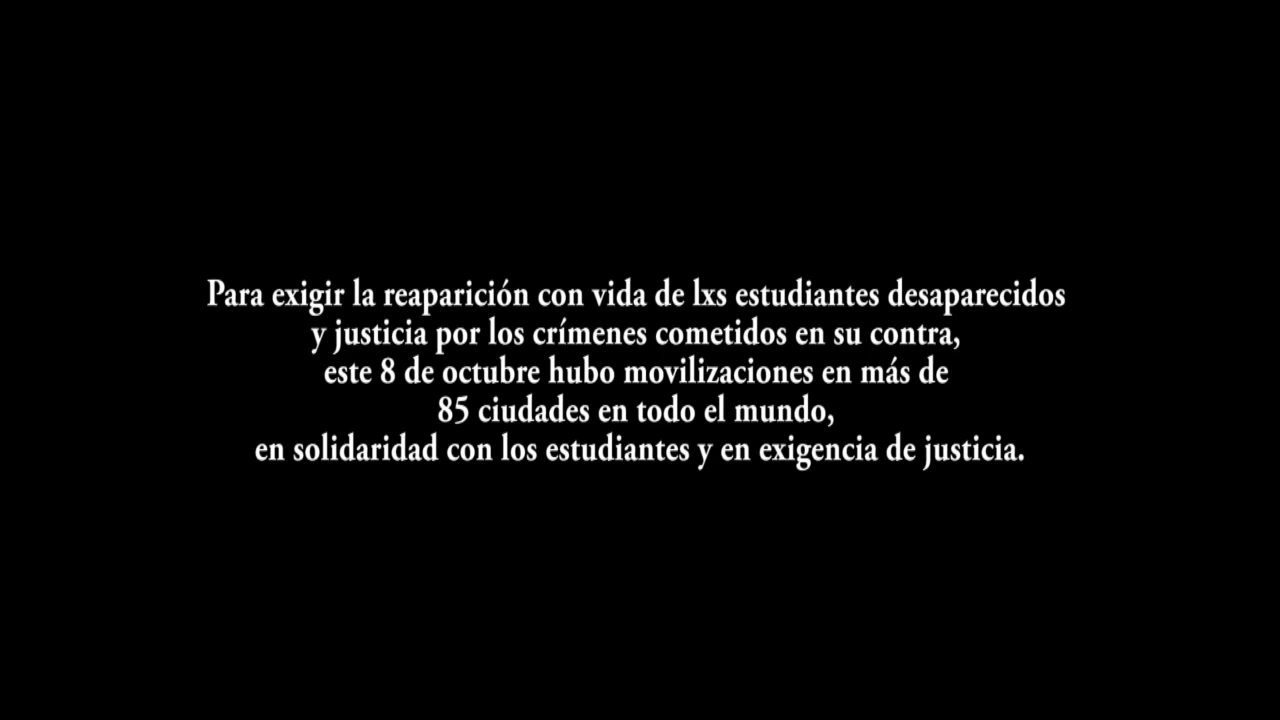 Para exigir la reaparición con vida de lxs estudiantes desaparecidos
y justicia por los crímenes cometidos en su contra,
este 8 de octubre hubo movilizaciones en más de
85 ciudades en todo el mundo,
en solidaridad con los estudiantes y en exigencia de justicia.